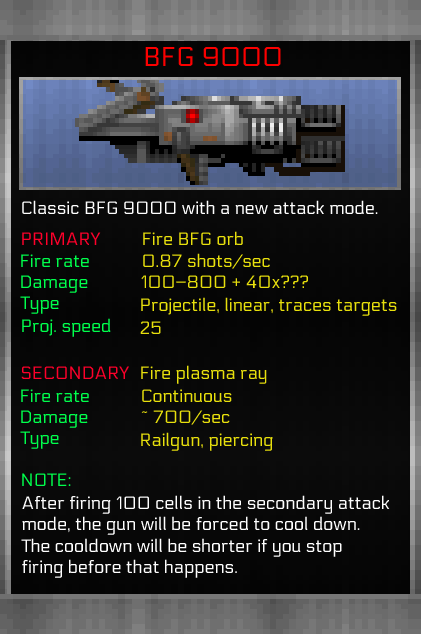 BFG 9000
Classic BFG 9000 with a new attack mode.
PRIMARY Fire BFG orb
Fire rate 0.87 shots/sec
Damage 100-800 + 40x???
Type Projectile, linear, traces targets
Proj. speed 25
SECONDARY Fire plasma ray
Fire rate Continuous
Damage ~ 700/sec
Type Railgun, piercing
NOTE:
After firing 100 cells in the secondary attack
mode, the gun will be forced to cool down.
The cooldown will be shorter if you stop
firing before that happens.